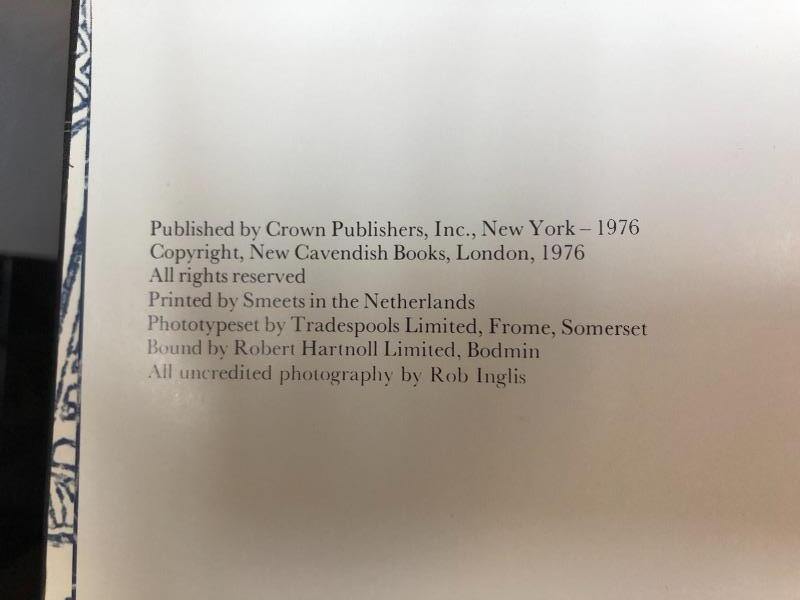 Published by Crown Publishers, Inc., New York – 1976
Copyright, New Cavendish Books, London, 1976
All rights reserved
Printed by Smeets in the Netherlands
Phototypeset by Tradespools Limited, Frome, Somerset
Bound by Robert Hartnoll Limited, Bodmin
All uncredited photography by Rob Inglis